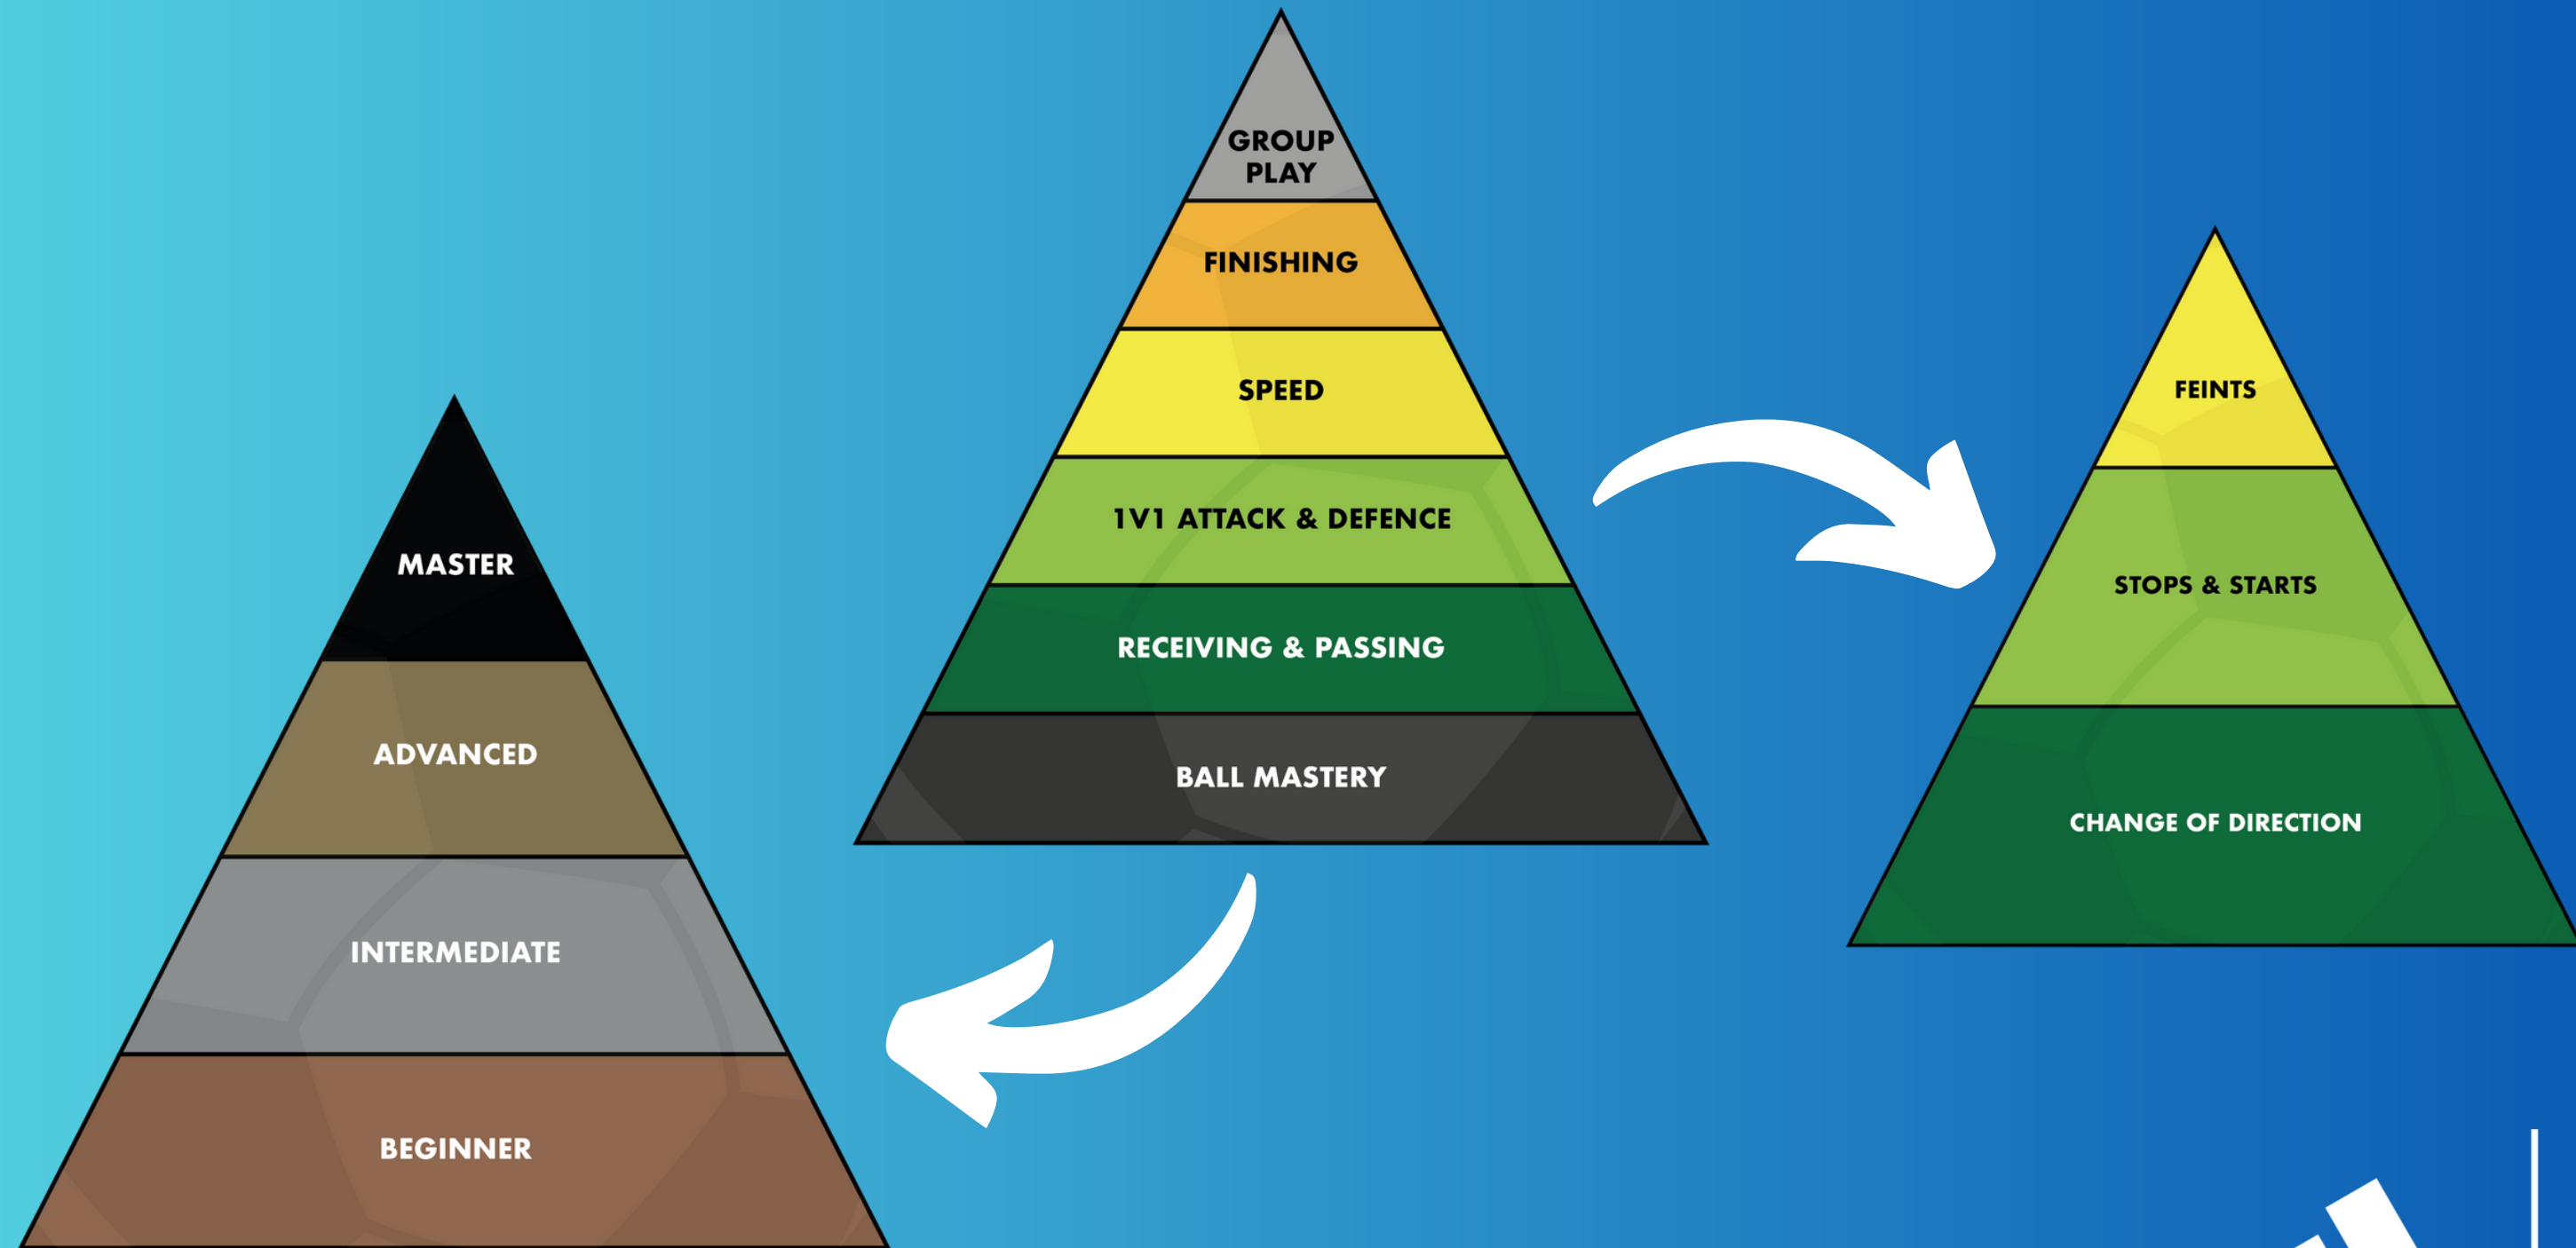 MASTER
ADVANCED
INTERMEDIATE
BEGINNER
GROUP
PLAY
FINISHING
SPEED
1V1 ATTACK & DEFENCE
RECEIVING & PASSING
BALL MASTERY
FEINTS
STOPS & STARTS
CHANGE OF DIRECTION